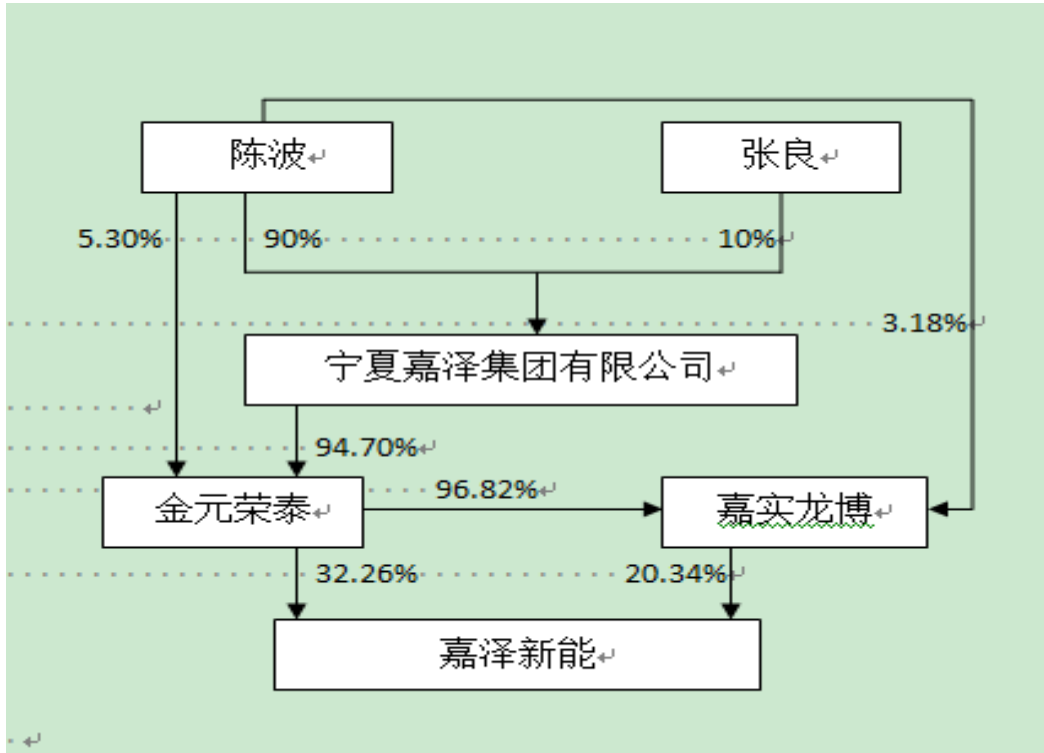 陈波
张良
5.30%
90%
10%
3.18%
宁夏嘉泽集团有限公司
94.70%
96.82%
金元荣泰
嘉实龙博
32.26%
20.34%
嘉泽新能